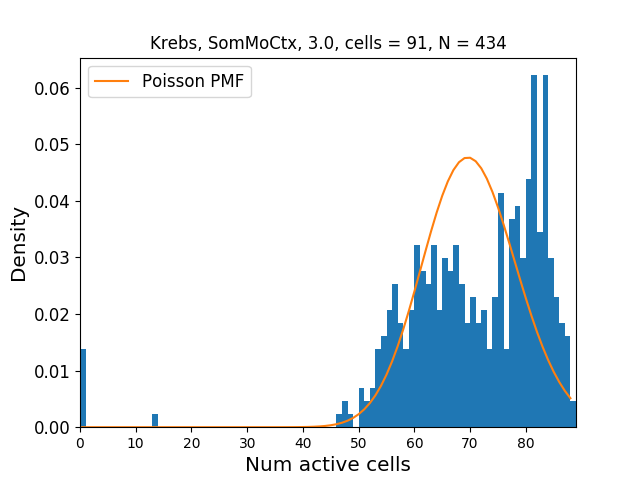 Krebs, SomMoCtx, 3.0, cells = 91, N = 434
Poisson PMF
0.06
0.05
0.04
0.03
0.02
0.01
0.00
Density
0 10 20 30 40 50 60 70 80
Num active cells